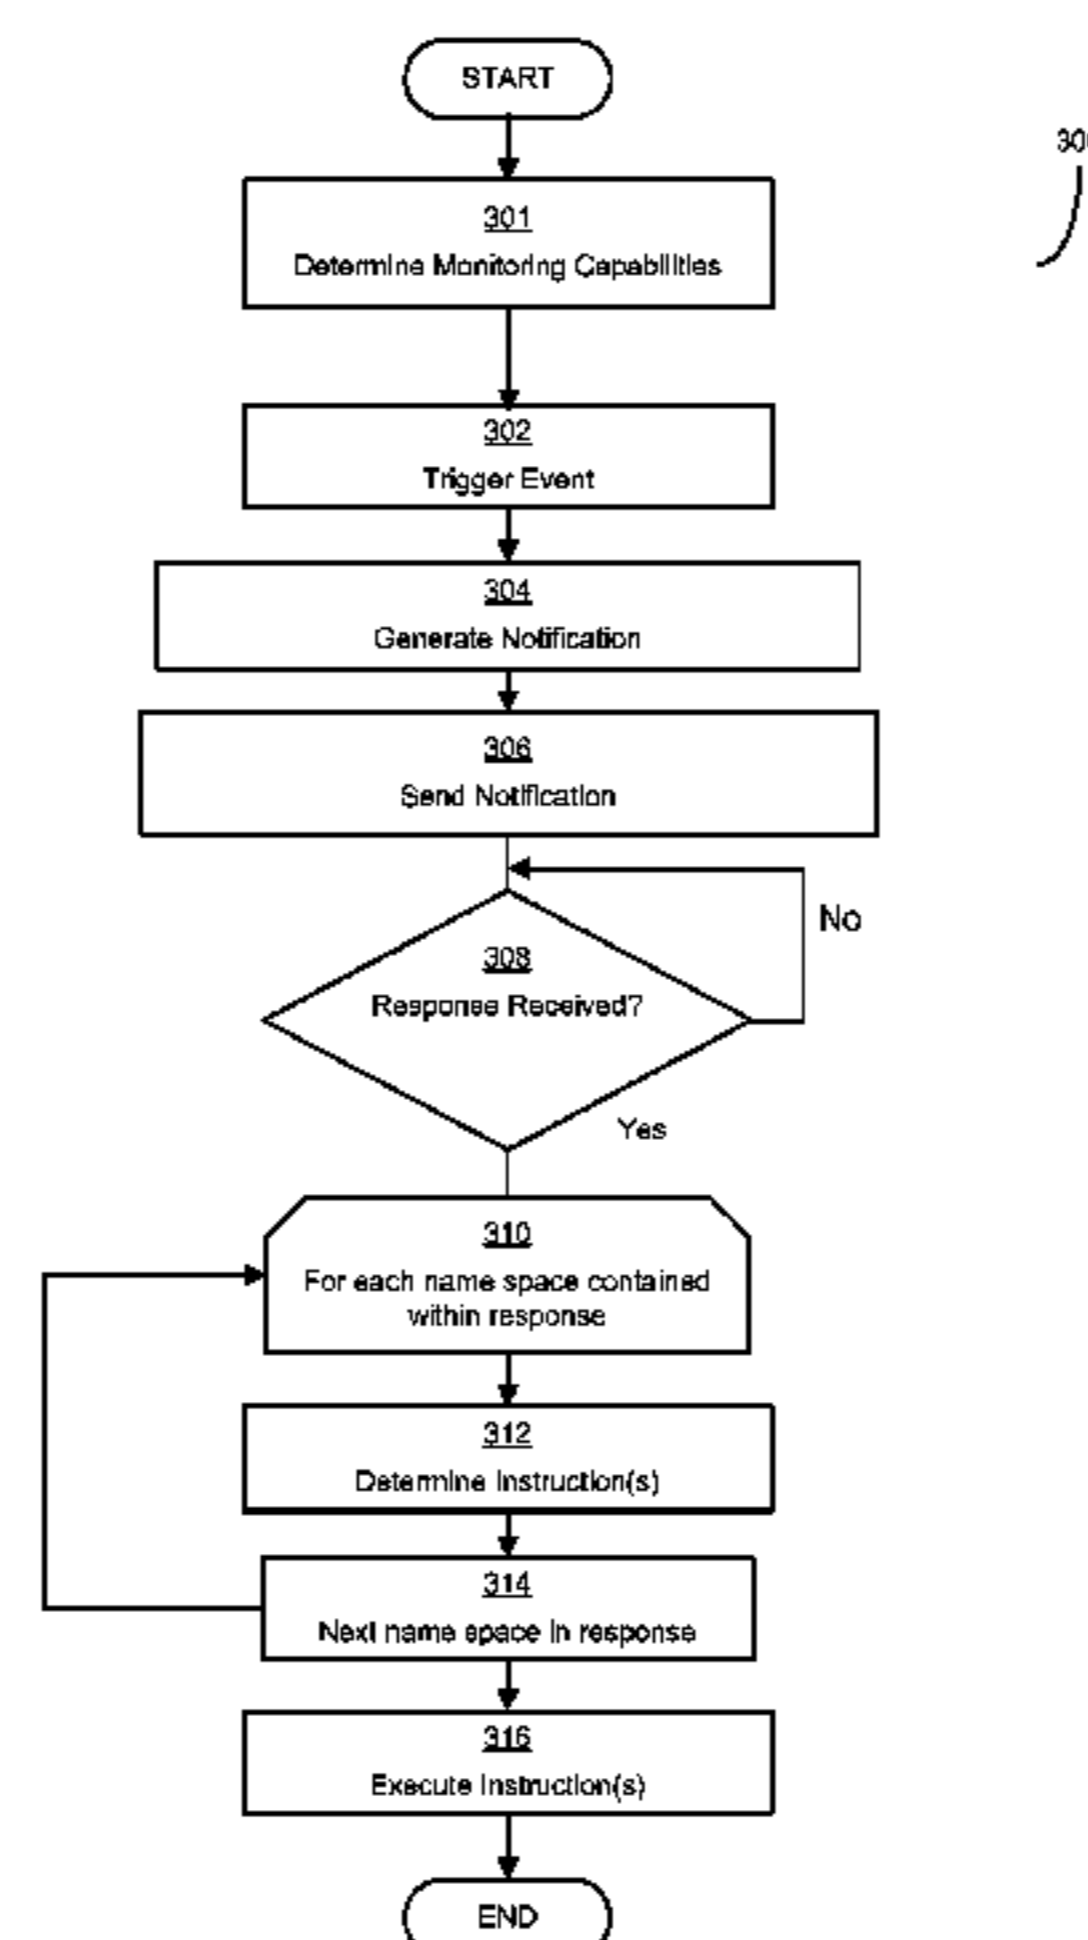 START
301
Determine Monitoring Capabilities
302
Trigger Event
304
Generate Notification
306
Send Notification
No
308
Response Received?
Yes
310
For each name space contained
within response
312
Determine Instruction(s)
314
Next name space in response
316
Execute Instruction(s)
END